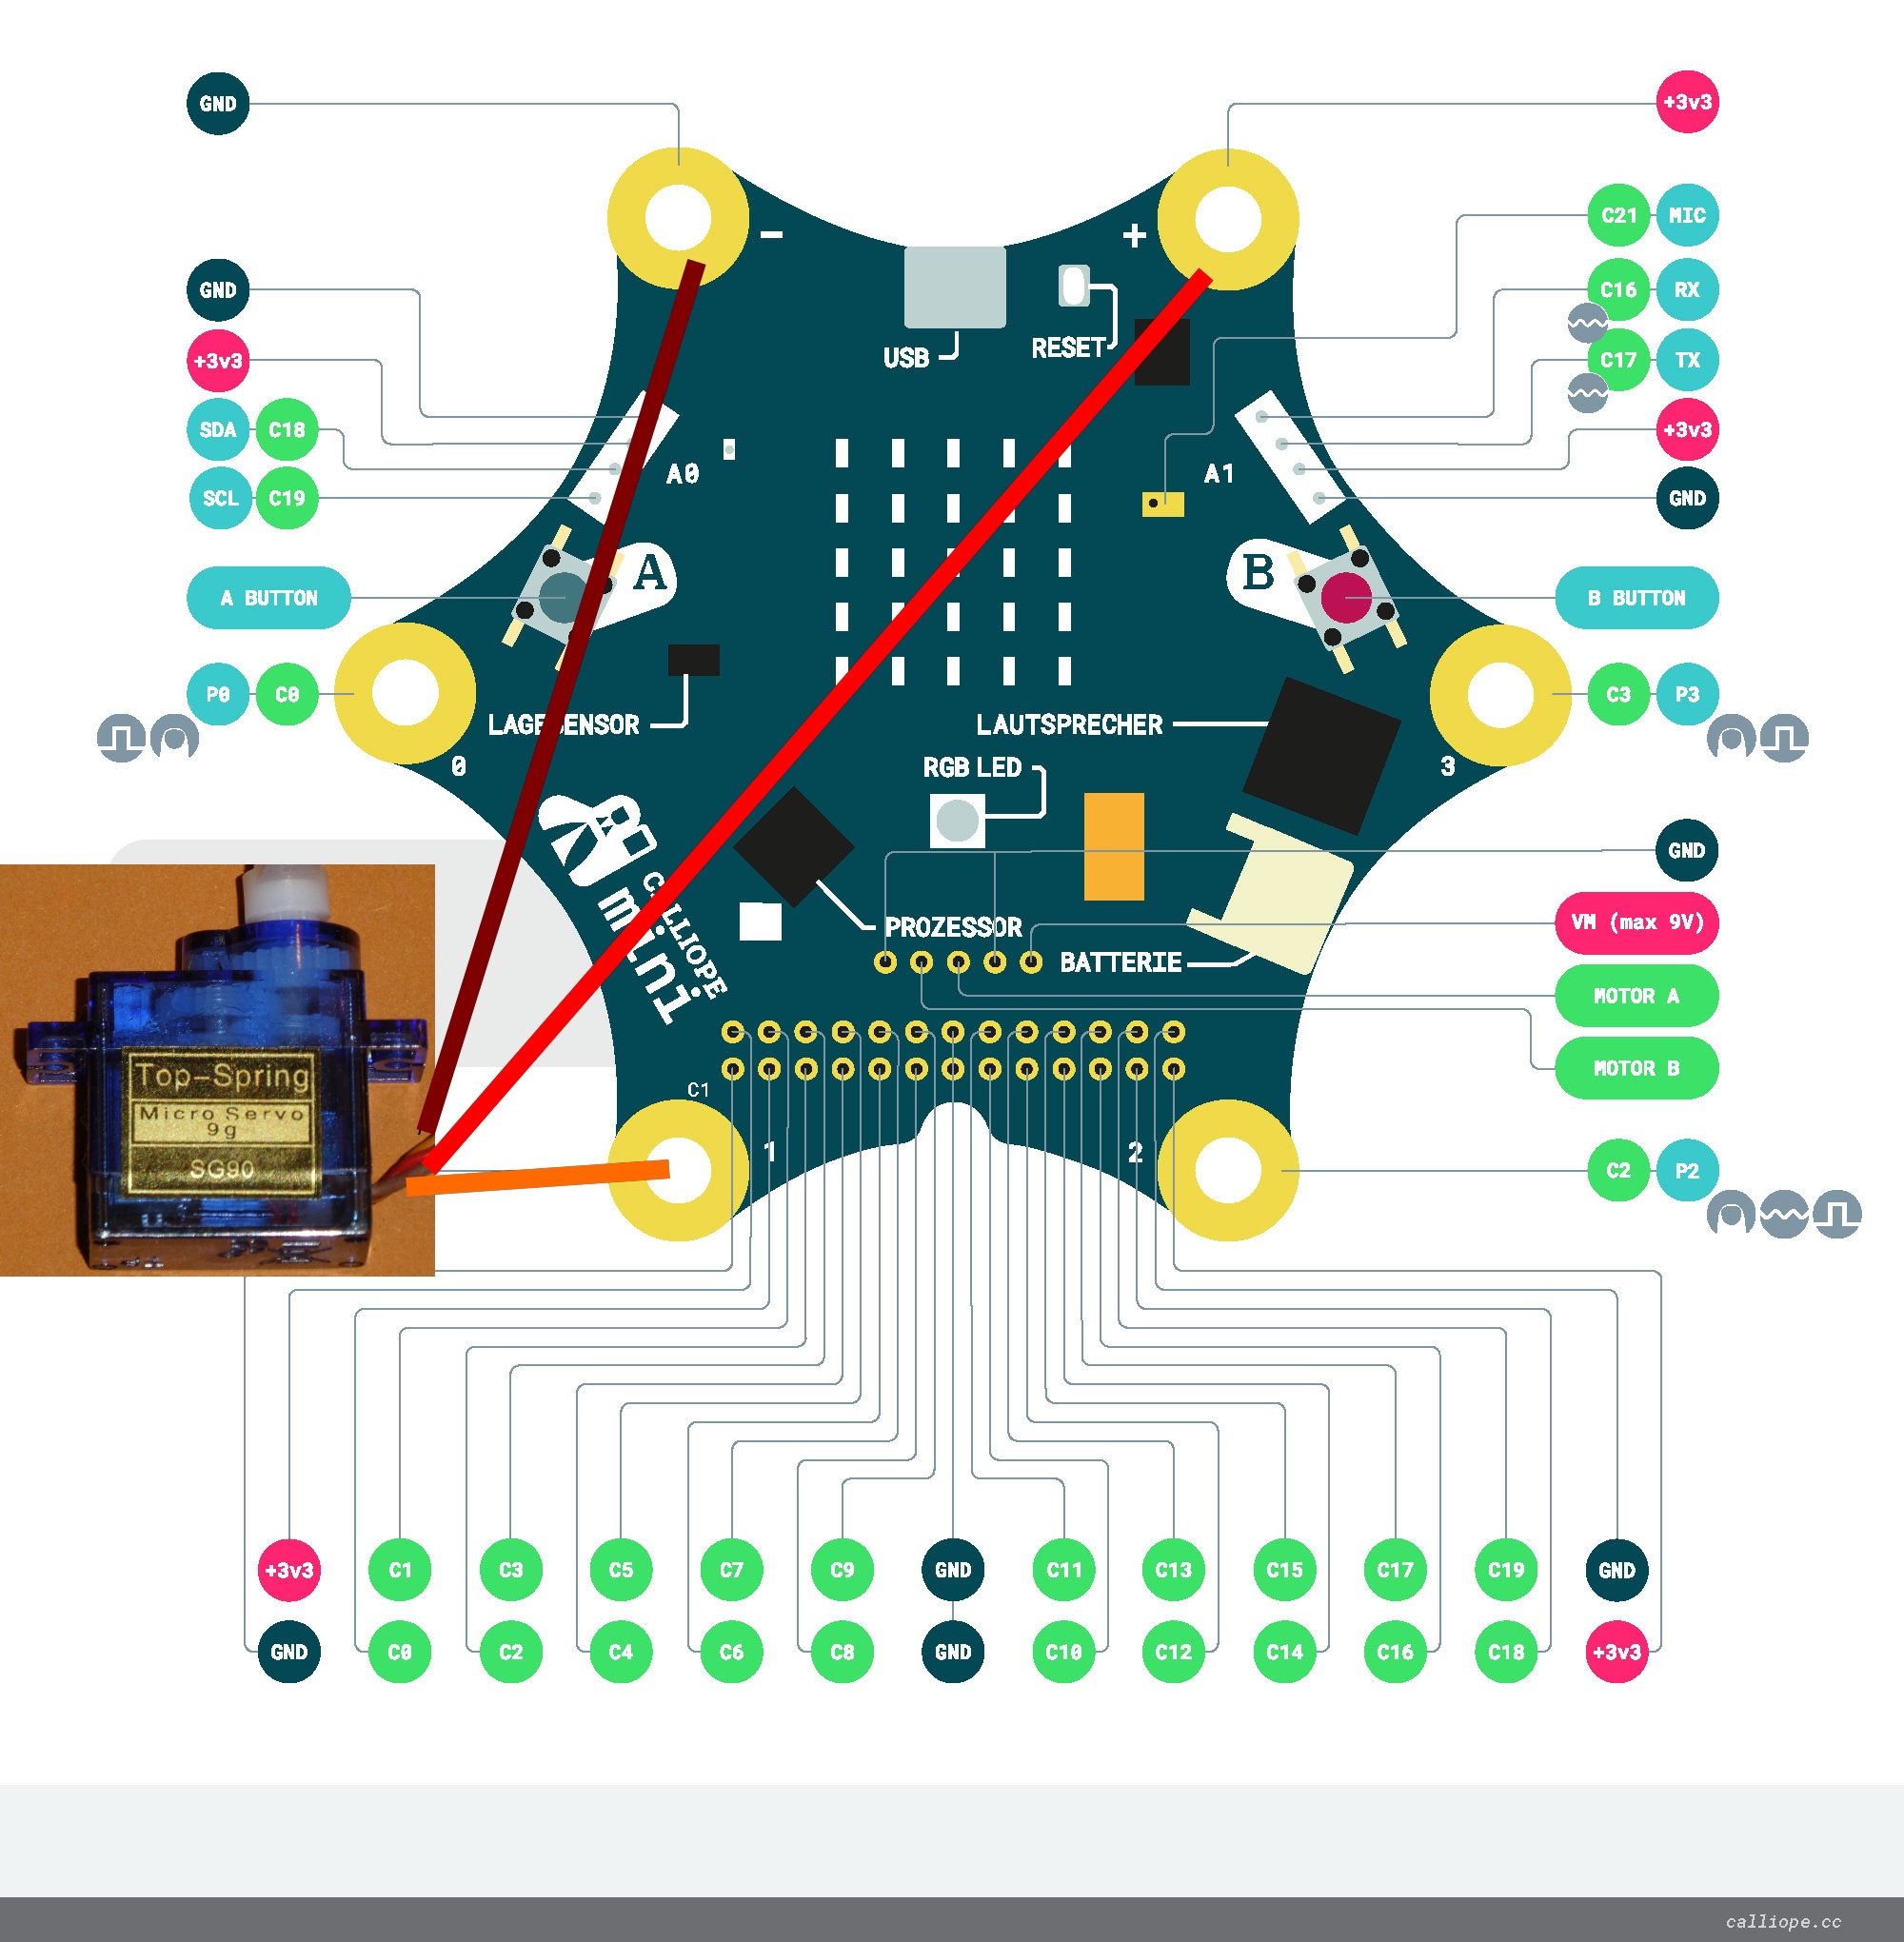 GND
+3v3
C21 MIC
- +
GND
C16 RX
USB
RESET
+3v3
C17 TX
SDA C18
+3v3
A0
A1
SCL C19
GND
A
B
A BUTTON
B BUTTON
P0 C0
C3 P3
LAGESENSOR
LAUTSPRECHER
0
RGB LED
3
GND
CALLIOPE
mini
PROZESSOR
VM (max 9V)
BATTERIE
MOTOR A
MOTOR B
Top-Spring
Micro Servo
9g
SG90
C1
1
2
C2 P2
+3v3 C1 C3 C5 C7 C9 GND C11 C13 C15 C17 C19 GND
GND C0 C2 C4 C6 C8 GND C10 C12 C14 C16 C18 +3v3
calliope.cc